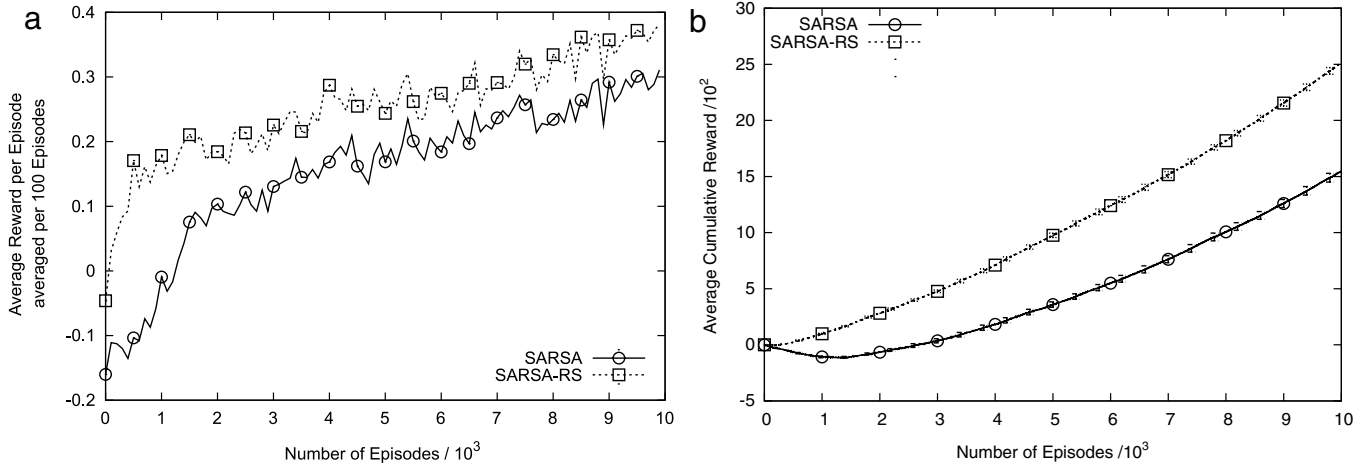 a
Average Reward per Episode
averaged per 100 Episodes
0.4
0.3
0.2
0.1
0
-0.1
-0.2
SARSA
SARSA-RS
0 1 2 3 4 5 6 7 8 9 10
Number of Episodes / 10³
b
Average Cumulative Reward /10²
30
25
20
15
10
5
0
-5
SARSA
SARSA-RS
0 1 2 3 4 5 6 7 8 9 10
Number of Episodes /10³